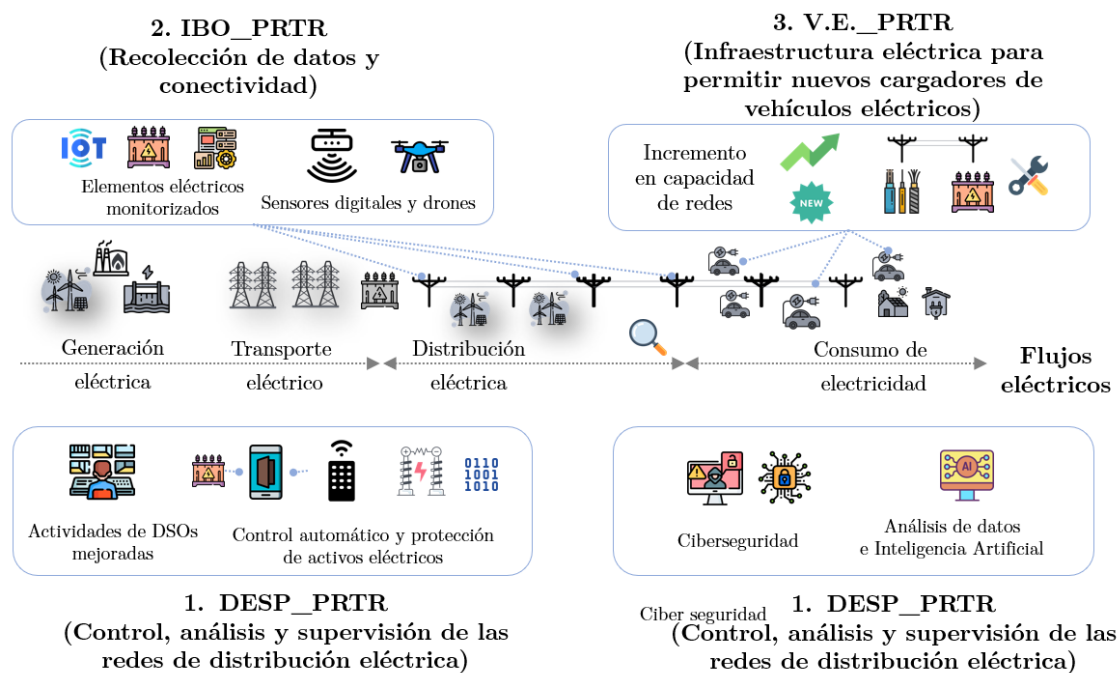 2. IBO_PRTR
(Recolección de datos y
conectividad)
3. V.E._PRTR
(Infraestructura eléctrica para
permitir nuevos cargadores de
vehículos eléctricos)
IOT
Elementos eléctricos
monitorizados
Sensores digitales y drones
Incremento
en capacidad
de redes
NEW
Generación
eléctrica
Transporte
eléctrico
Distribución
eléctrica
Consumo de
electricidad
Flujos
eléctricos
Actividades de DSOs
mejoradas
0110
1001
1010
Control automático y protección
de activos eléctricos
Ciberseguridad
AI
Análisis de datos
e Inteligencia Artificial
1. DESP_PRTR
(Control, análisis y supervisión de las
redes de distribución eléctrica)
Ciber seguridad
1. DESP_PRTR
(Control, análisis y supervisión de las
redes de distribución eléctrica)